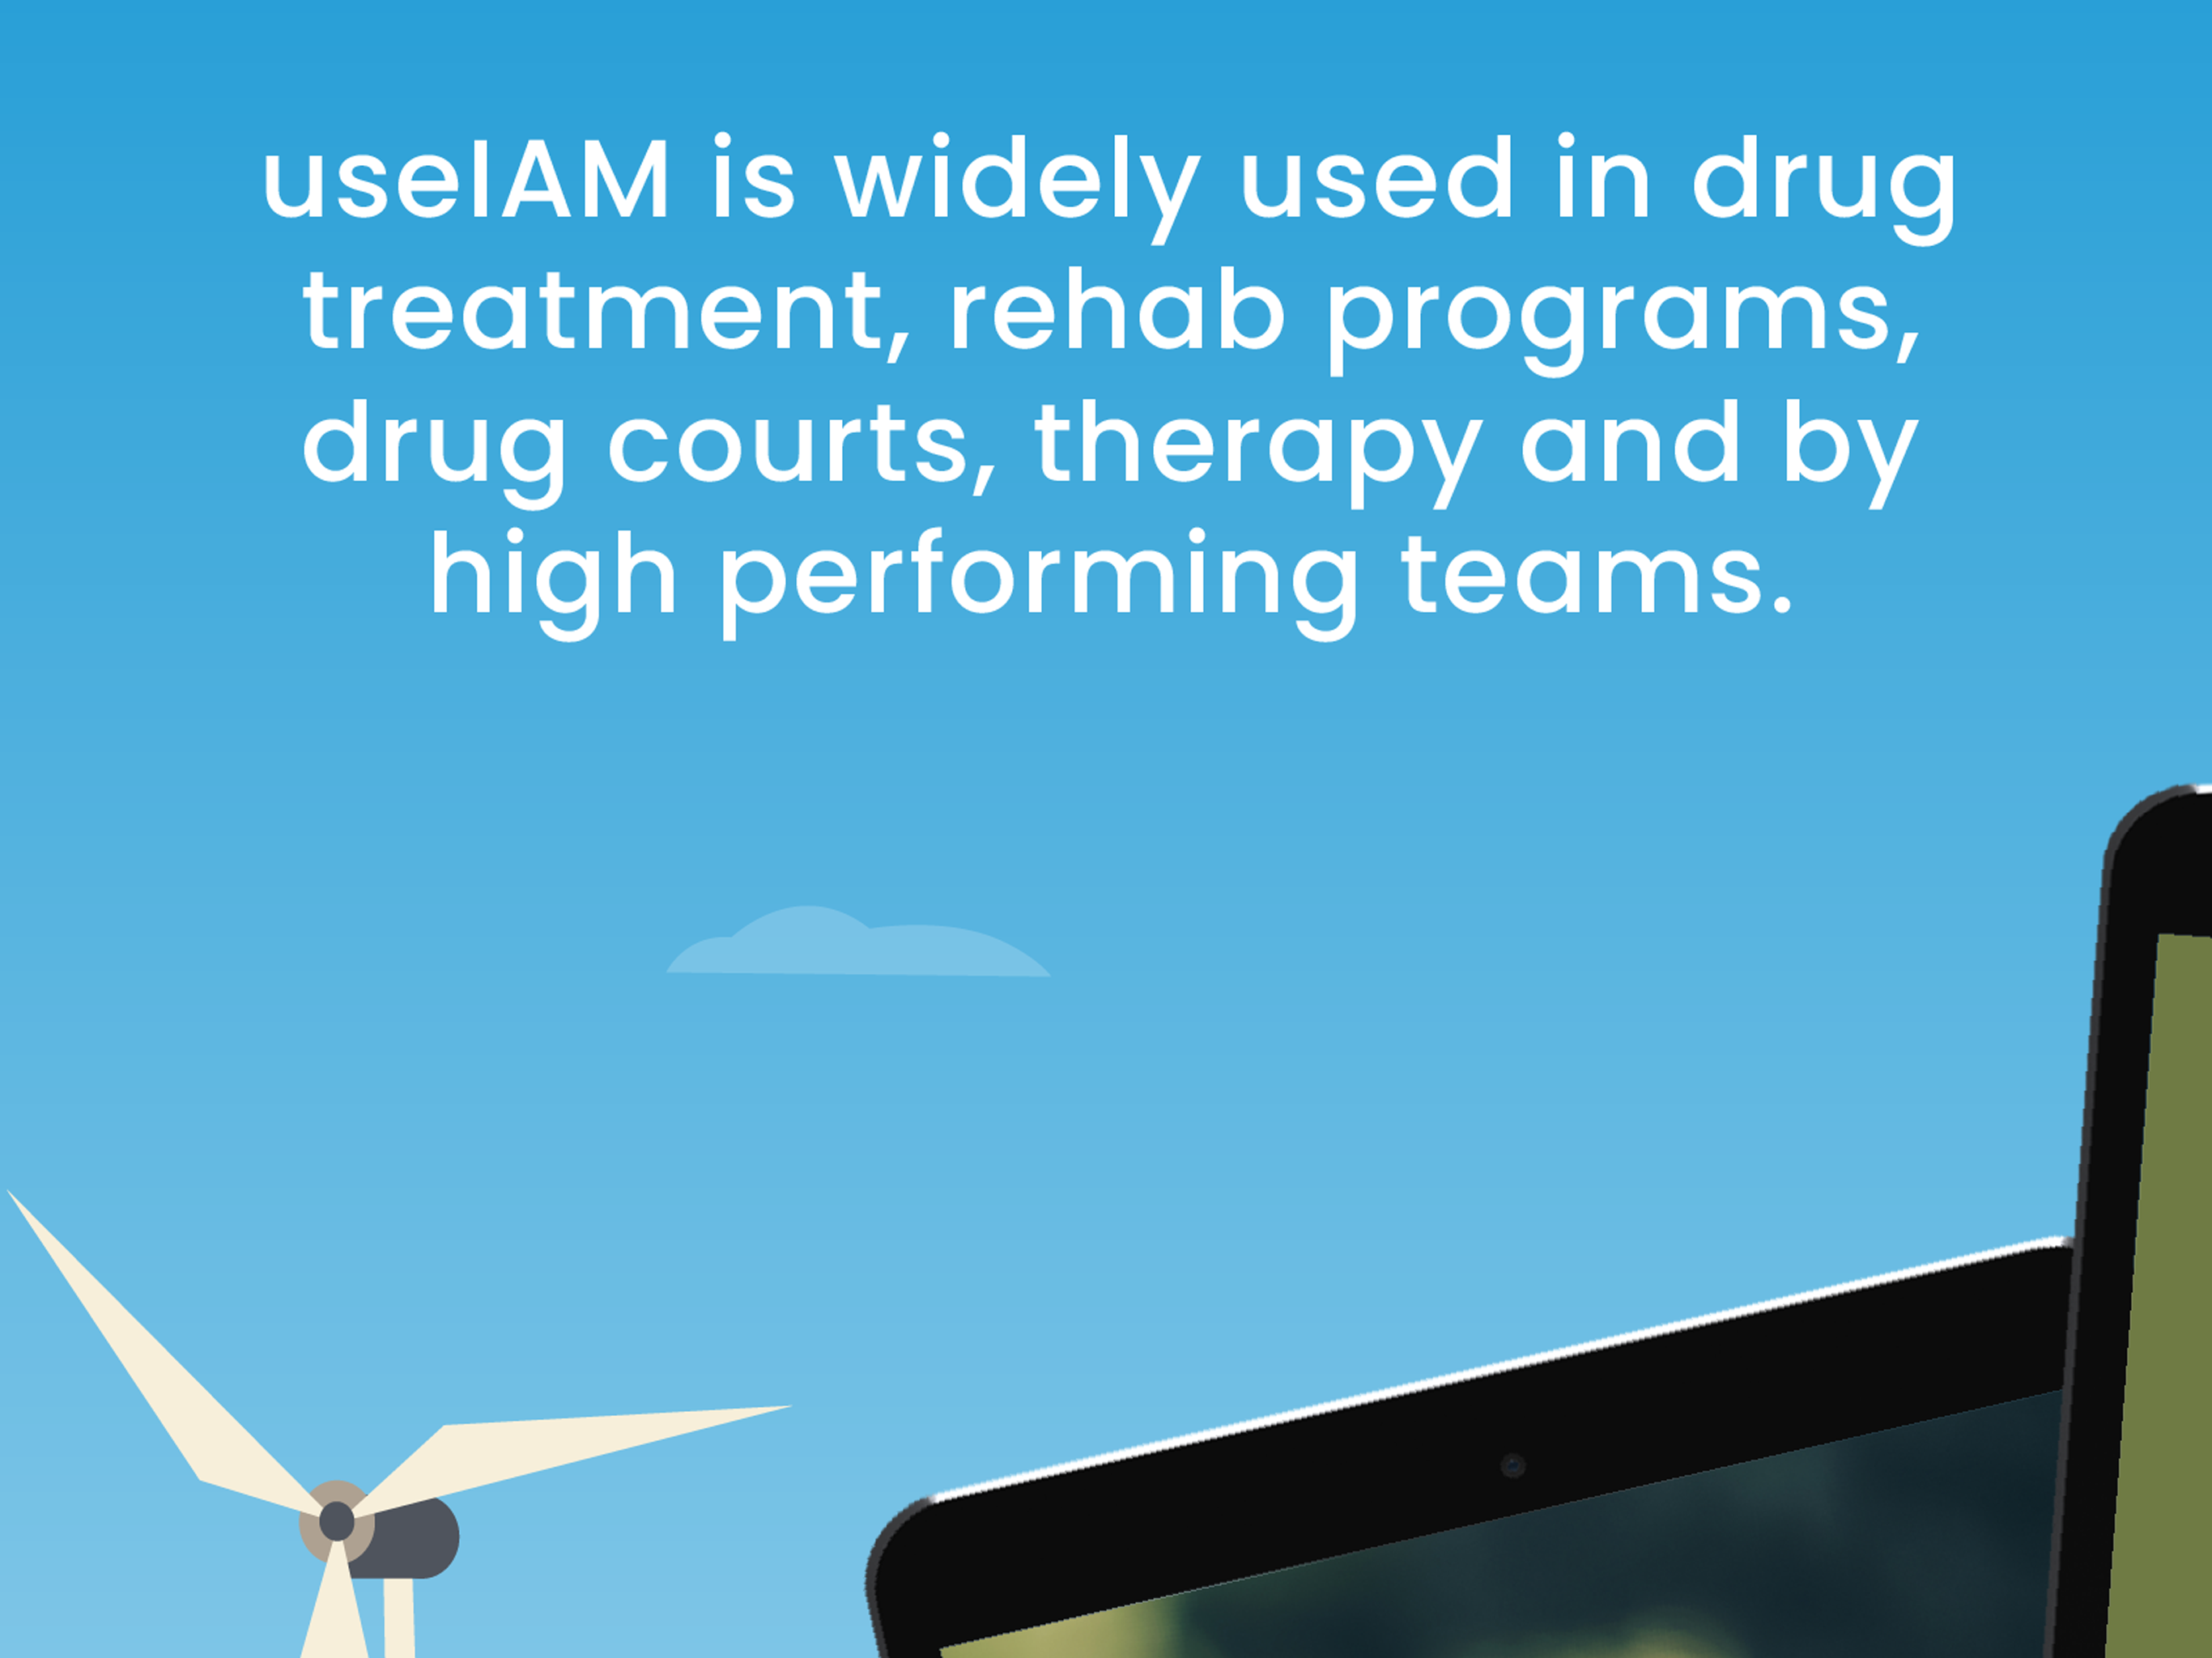 useIAM is widely used in drug
treatment, rehab programs,
drug courts, therapy and by
high performing teams.